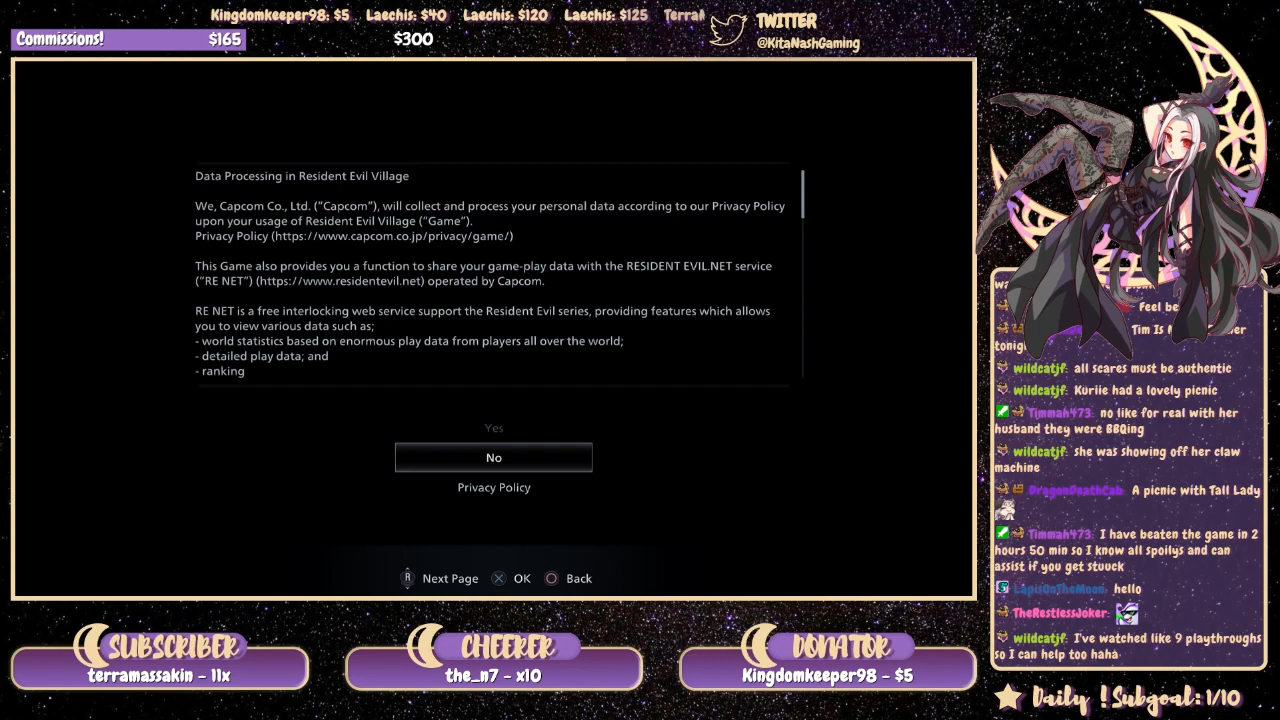 Kingdomkeeper98: $5 Laechis: $40 Laechis: $120 Laechis: $125
Commissions! $165
$300
TWITTER
@KitaNashGaming
Data Processing in Resident Evil Village
We, Capcom Co., Ltd. ("Capcom"), will collect and process your personal data according to our Privacy Policy
upon your usage of Resident Evil Village ("Game").
Privacy Policy (https://www.capcom.co.jp/privacy/game/)
This Game also provides you a function to share your game-play data with the RESIDENT EVIL.NET service
("RE NET") (https://www.residentevil.net) operated by Capcom.
RE NET is a free interlocking web service support the Resident Evil series, providing features which allows
you to view various data such as;
- world statistics based on enormous play data from players all over the world;
- detailed play data; and
- ranking
Yes
No
Privacy Policy
R Next Page OK Back
Feel
Tim Is
wildcatjf: all scares must be authentic
wildcatjf: Kuriie had a lovely picnic
Timmah473: no like for real with her
husband they were BBQing
wildcatjf: she was showing off her claw
machine
DragonDeathCab: A picnic with Tall Lady
Timmah473: I have beaten the game in 2
hours 50 min so I know all spoilys and can
assist if you get stuuck
LapisOnTheMoon: hello
TheRestlessJoker:
wildcatjf: I've watched like 9 playthroughs
so I can help too haha
SUBSCRIBER
terramassakin - 11x
CHEERER
the_n7 - x10
DONATOR
Kingdomkeeper98 - $5
Daily !Subgoal: 1/10